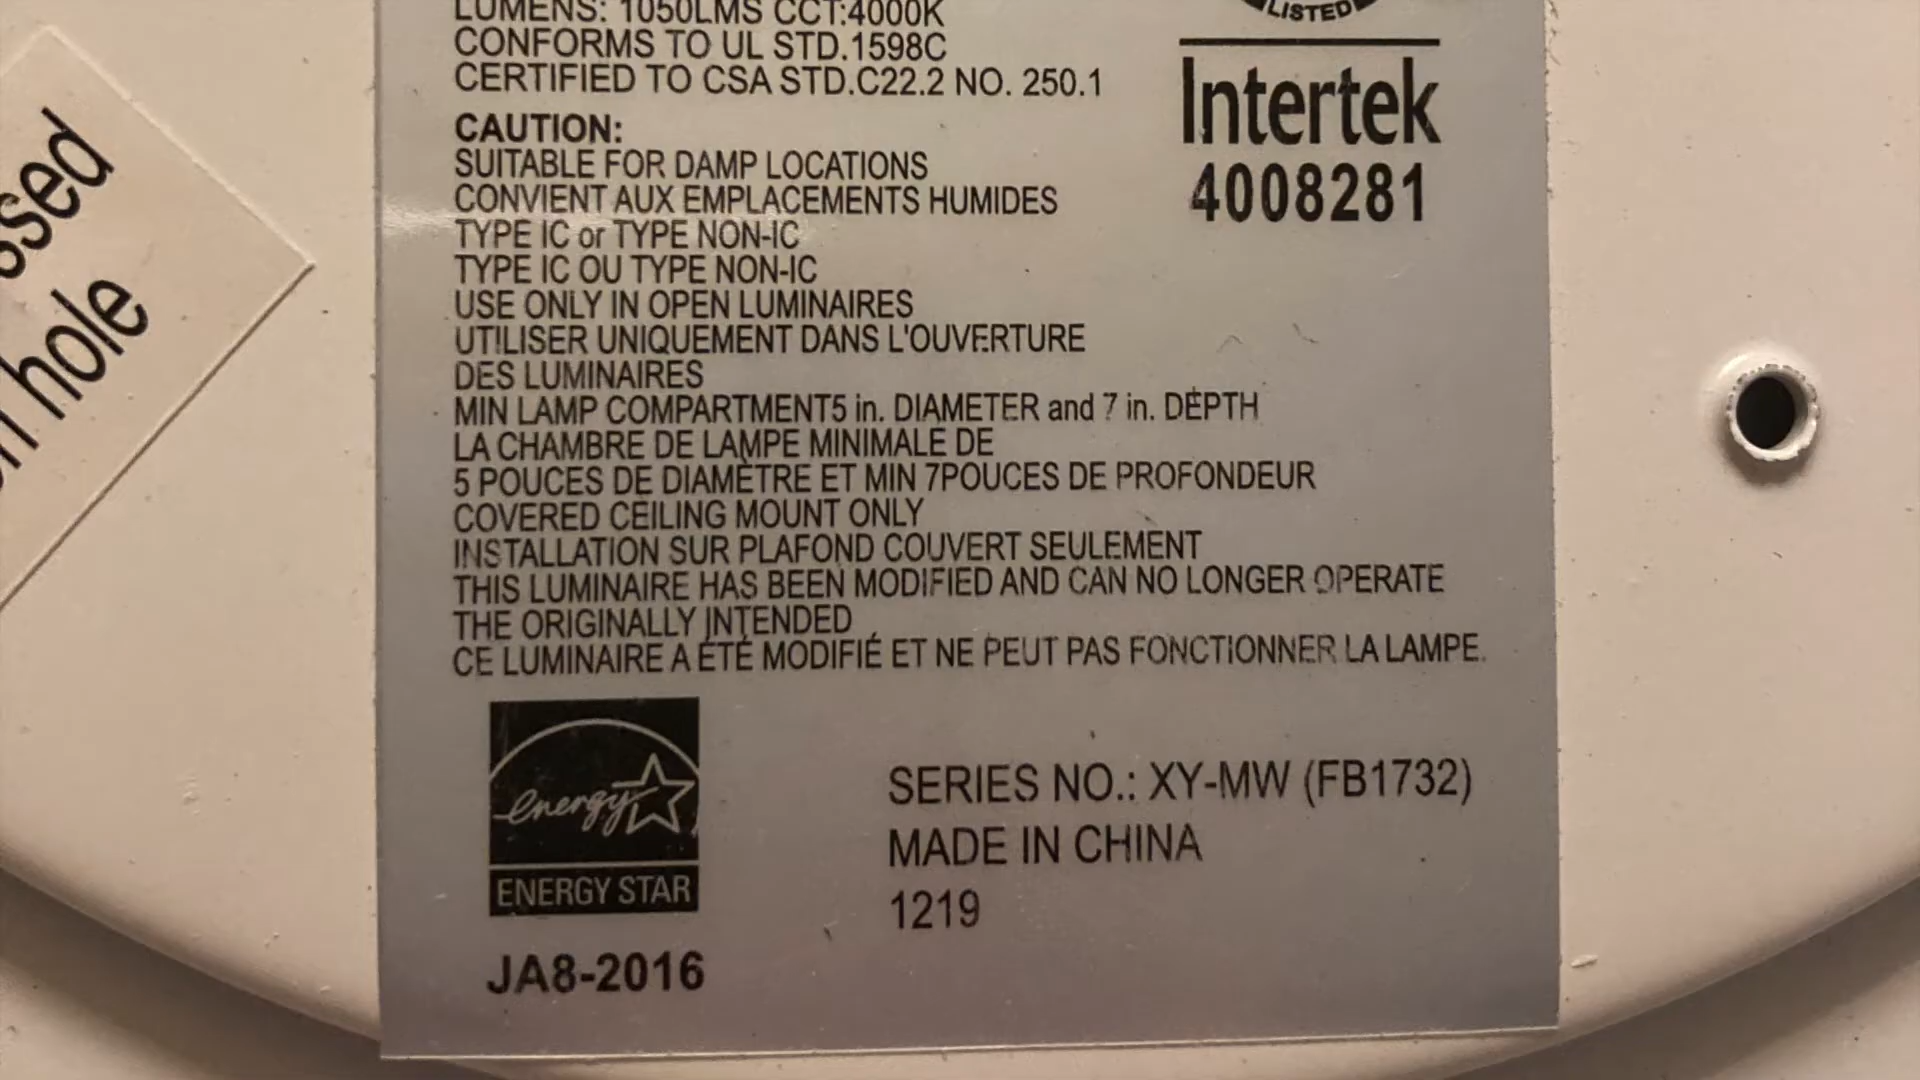 LUMENS: 1050LMS CCT:4000K
CONFORMS TO UL STD.1598C
CERTIFIED TO CSA STD.C22.2 NO. 250.1
CAUTION:
SUITABLE FOR DAMP LOCATIONS
CONVIENT AUX EMPLACEMENTS HUMIDES
TYPE IC or TYPE NON-IC
TYPE IC OU TYPE NON-IC
USE ONLY IN OPEN LUMINAIRES
UTILISER UNIQUEMENT DANS L'OUVERTURE
DES LUMINAIRES
MIN LAMP COMPARTMENT5 in. DIAMETER and 7 in. DEPTH
LA CHAMBRE DE LAMPE MINIMALE DE
5 POUCES DE DIAMÈTRE ET MIN 7POUCES DE PROFONDEUR
COVERED CEILING MOUNT ONLY
INSTALLATION SUR PLAFOND COUVERT SEULEMENT
THIS LUMINAIRE HAS BEEN MODIFIED AND CAN NO LONGER OPERATE
THE ORIGINALLY INTENDED
CE LUMINAIRE A ÉTÉ MODIFIÉ ET NE PEUT PAS FONCTIONNER LA LAMPE.
LISTED
Intertek
4008281
energy
ENERGY STAR
JA8-2016
SERIES NO.: XY-MW (FB1732)
MADE IN CHINA
1219
hole